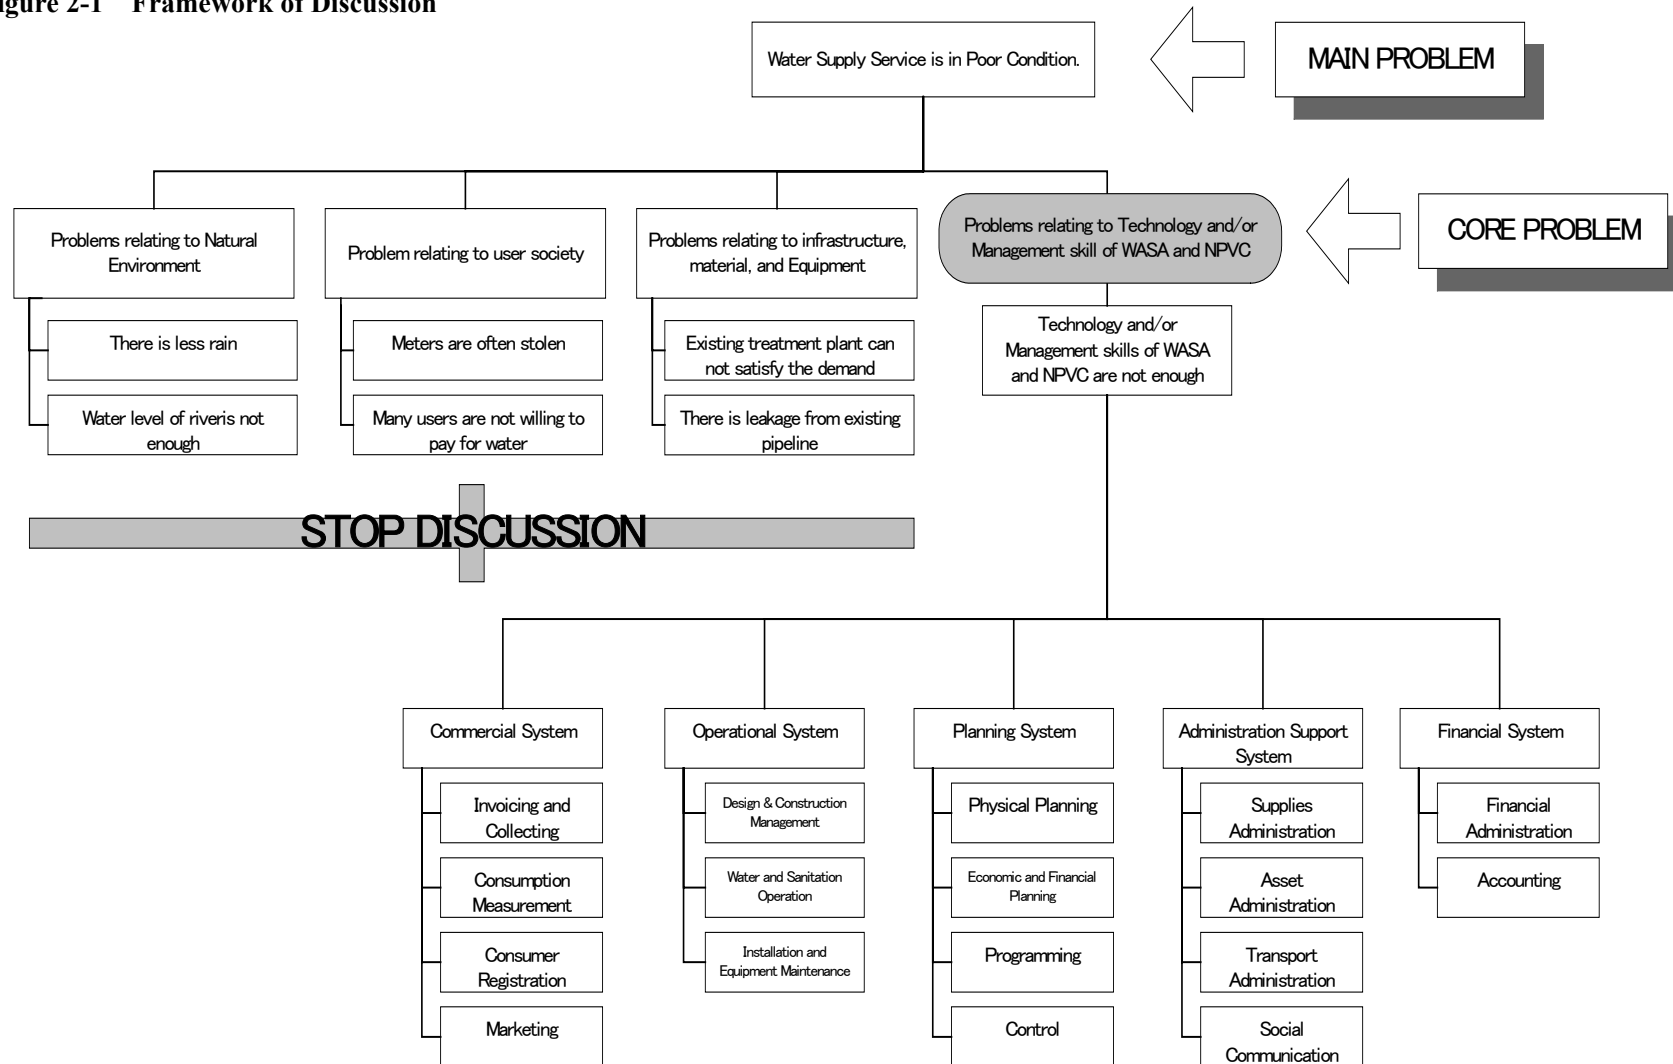 igure 2-1 Framework of Discussion
Water Supply Service is in Poor Condition.
MAIN PROBLEM
Problems relating to Natural
Environment
Problem relating to user society
Problems relating to infrastructure,
material, and Equipment
Problems relating to Technology and/or
Management skill of WASA and NPVC
CORE PROBLEM
There is less rain
Water level of riveris not
enough
Meters are often stolen
Many users are not willing to
pay for water
Existing treatment plant can
not satisfy the demand
There is leakage from existing
pipeline
Technology and/or
Management skills of WASA
and NPVC are not enough
STOP DISCUSSION
Commercial System
Invoicing and
Collecting
Consumption
Measurement
Consumer
Registration
Marketing
Operational System
Design & Construction
Management
Water and Sanitation
Operation
Installation and
Equipment Maintenance
Planning System
Physical Planning
Economic and Financial
Planning
Programming
Control
Administration Support
System
Supplies
Administration
Asset
Administration
Transport
Administration
Social
Communication
Financial System
Financial
Administration
Accounting